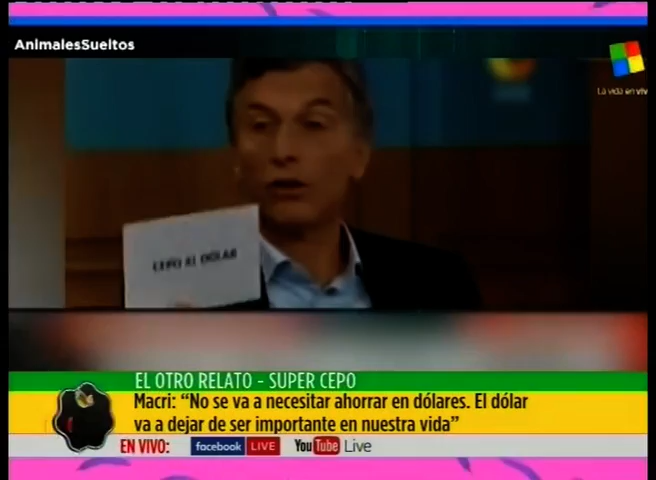 AnimalesSueltos
La vida en viv
CEPO AL DÓLAR
EL OTRO RELATO - SUPER CEPO
Macri: “No se va a necesitar ahorrar en dólares. El dólar
va a dejar de ser importante en nuestra vida”
EN VIVO: facebook LIVE YouTube Live